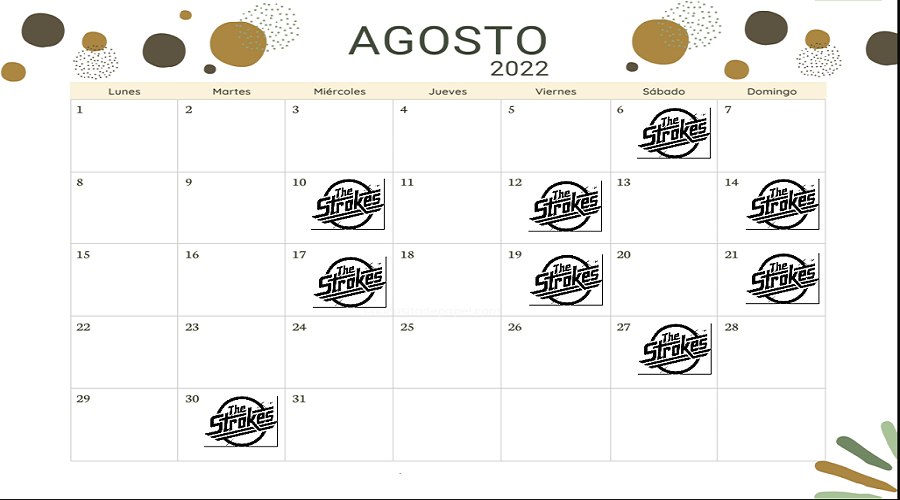 AGOSTO
2022
Lunes Martes Miércoles Jueves Viernes Sábado Domingo
1 2 3 4 5 6 The Strokes 7
8 9 10 The Strokes 11 12 The Strokes 13 14 The Strokes
15 16 17 The Strokes 18 19 The Strokes 20 21 The Strokes
22 23 24 25 26 27 The Strokes 28
29 30 The Strokes 31